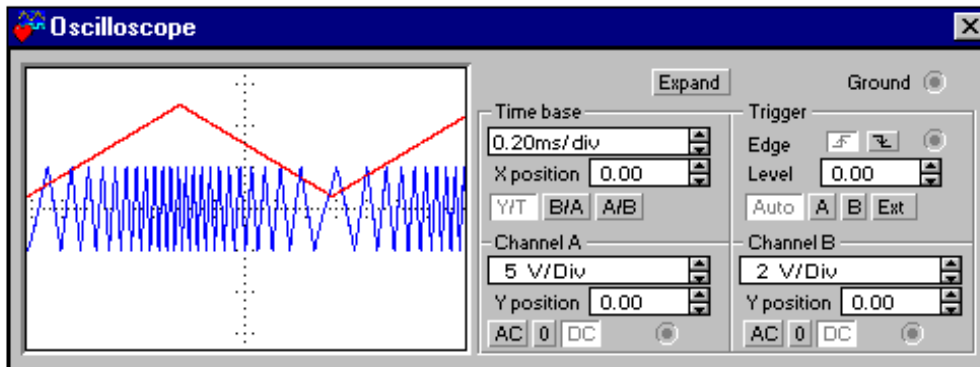 Oscilloscope
Expand
Ground
Time base
0.20ms/div
X position 0.00
Y/T B/A A/B
Trigger
Edge
Level 0.00
Auto A B Ext
Channel A
5 V/Div
Y position 0.00
AC 0 DC
Channel B
2 V/Div
Y position 0.00
AC 0 DC